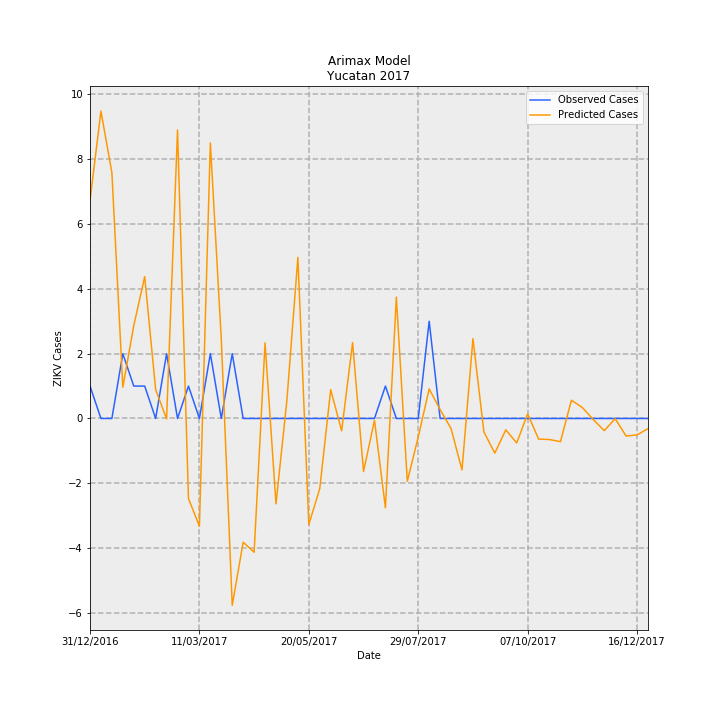 Arimax Model
Yucatan 2017
Observed Cases
Predicted Cases
10
8
6
4
2
0
−2
−4
−6
ZIKV Cases
31/12/2016
11/03/2017
20/05/2017
29/07/2017
07/10/2017
16/12/2017
Date